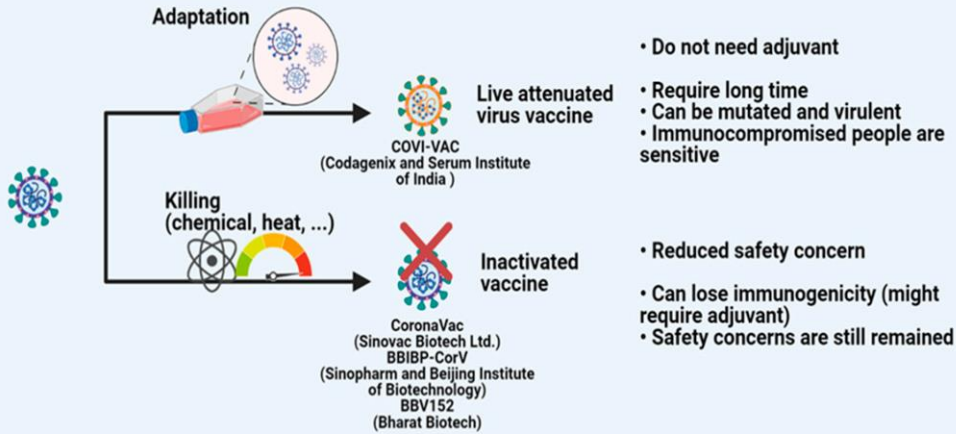 Adaptation
Live attenuated
virus vaccine
COVI-VAC
(Codagenix and Serum Institute
of India )
• Do not need adjuvant
• Require long time
• Can be mutated and virulent
• Immunocompromised people are
sensitive
Killing
(chemical, heat, ...)
Inactivated
vaccine
CoronaVac
(Sinovac Biotech Ltd.)
BBIBP-CorV
(Sinopharm and Beijing Institute
of Biotechnology)
BBV152
(Bharat Biotech)
• Reduced safety concern
• Can lose immunogenicity (might
require adjuvant)
• Safety concerns are still remained